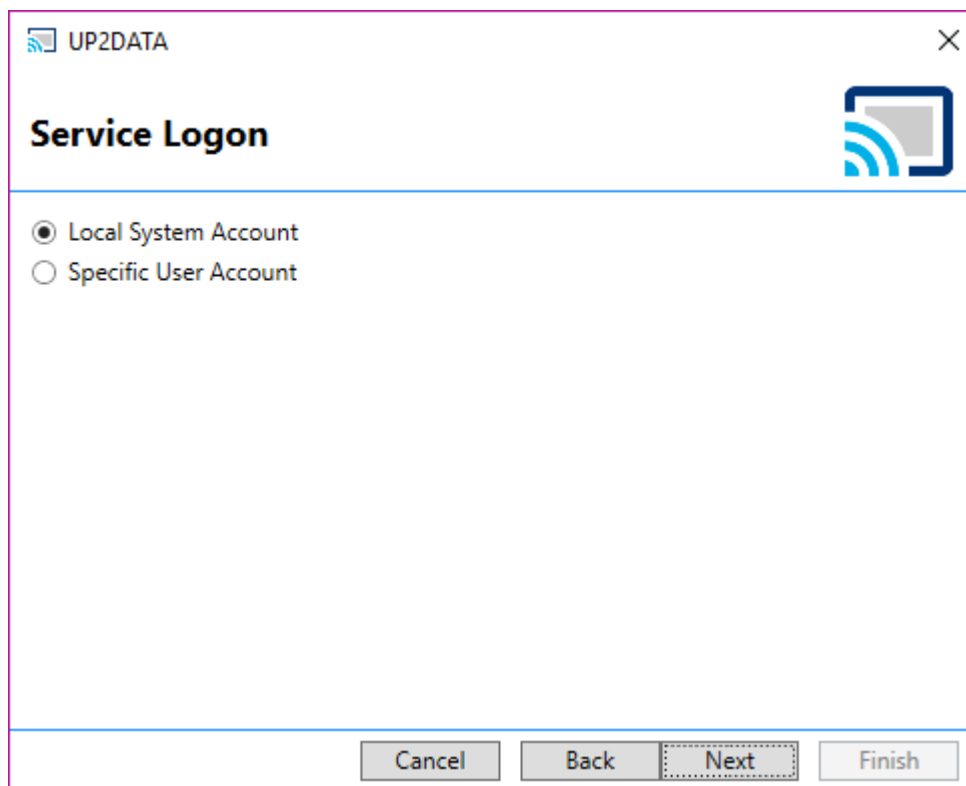 UP2DATA
Service Logon
Local System Account
Specific User Account
Cancel Back Next Finish